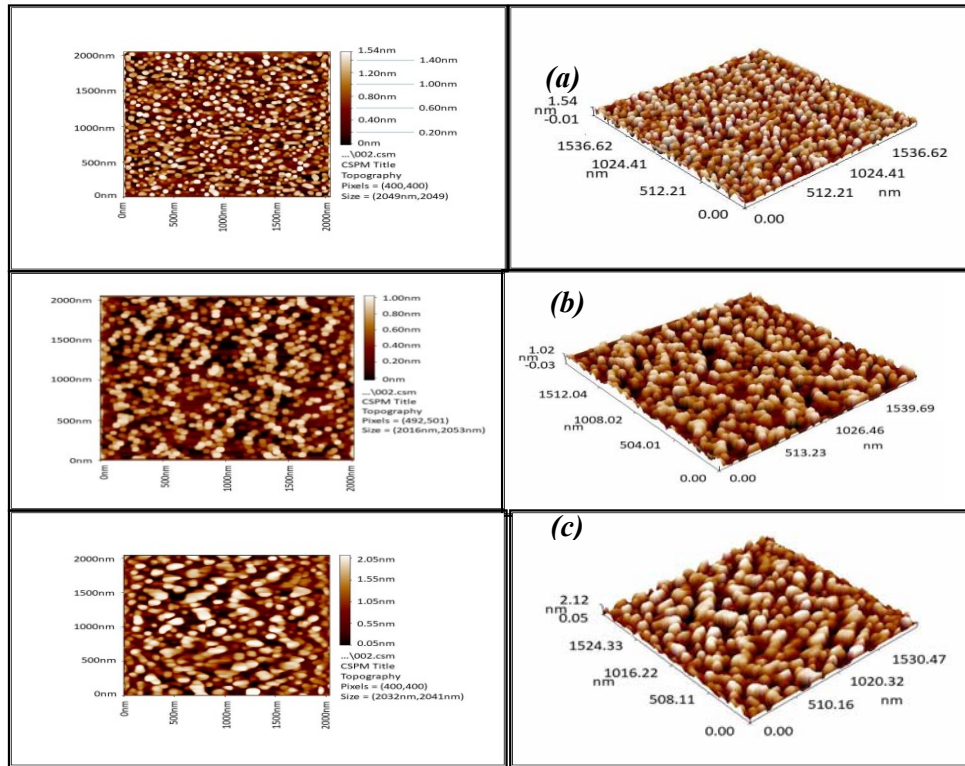 2000nm
1500nm
1000nm
500nm
0nm
0nm
500nm
1000nm
1500nm
2000nm
1.54nm
1.40nm
1.20nm
1.00nm
0.80nm
0.60nm
0.40nm
0.20nm
0nm
...\002.csm
CSPM Title
Topography
Pixels = (400,400)
Size = (2049nm,2049)
(a)
nm
1.54
-0.01
1536.62
1024.41
nm
512.21
0.00
0.00
512.21
1024.41
nm
1536.62
2000nm
1500nm
1000nm
500nm
0nm
0nm
500nm
1000nm
1500nm
2000nm
1.00nm
0.80nm
0.60nm
0.40nm
0.20nm
0nm
...\002.csm
CSPM Title
Topography
Pixels = (492,501)
Size = (2016nm,2053nm)
(b)
1.02
nm
-0.03
1512.04
1008.02
nm
504.01
0.00
0.00
513.23
1026.46
nm
1539.69
2000nm
1500nm
1000nm
500nm
0nm
0nm
500nm
1000nm
1500nm
2000nm
2.05nm
1.55nm
1.05nm
0.55nm
0.05nm
...\002.csm
CSPM Title
Topography
Pixels = (400,400)
Size = (2032nm,2041nm)
(c)
2.12
nm
0.05
1524.33
1016.22
nm
508.11
0.00
0.00
510.16
1020.32
nm
1530.47